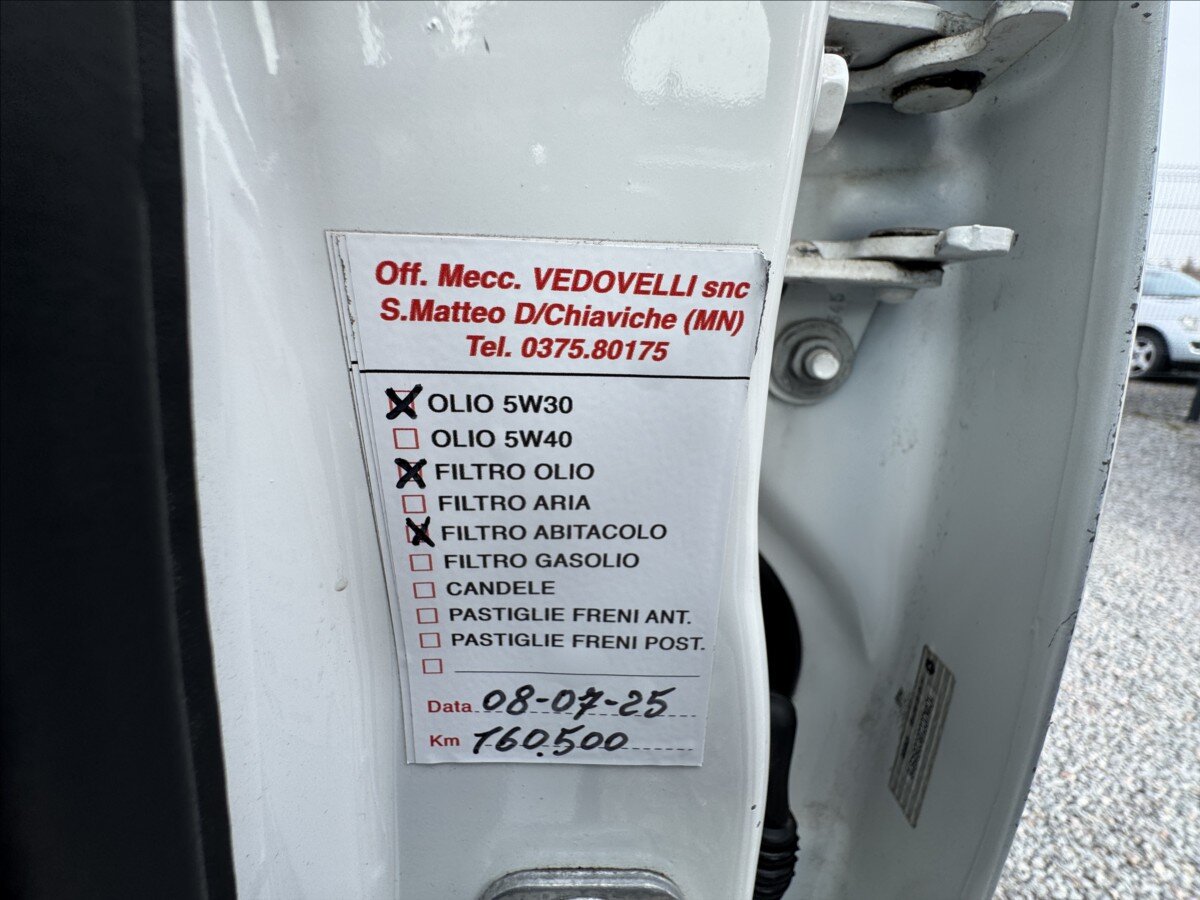 Off. Mecc. VEDOVELLI snc
S.Matteo D/Chiaviche (MN)
Tel. 0375.80175
OLIO 5W30
OLIO 5W40
FILTRO OLIO
FILTRO ARIA
FILTRO ABITACOLO
FILTRO GASOLIO
CANDELE
PASTIGLIE FRENI ANT.
PASTIGLIE FRENI POST.
Data 08-07-25
Km 160.500